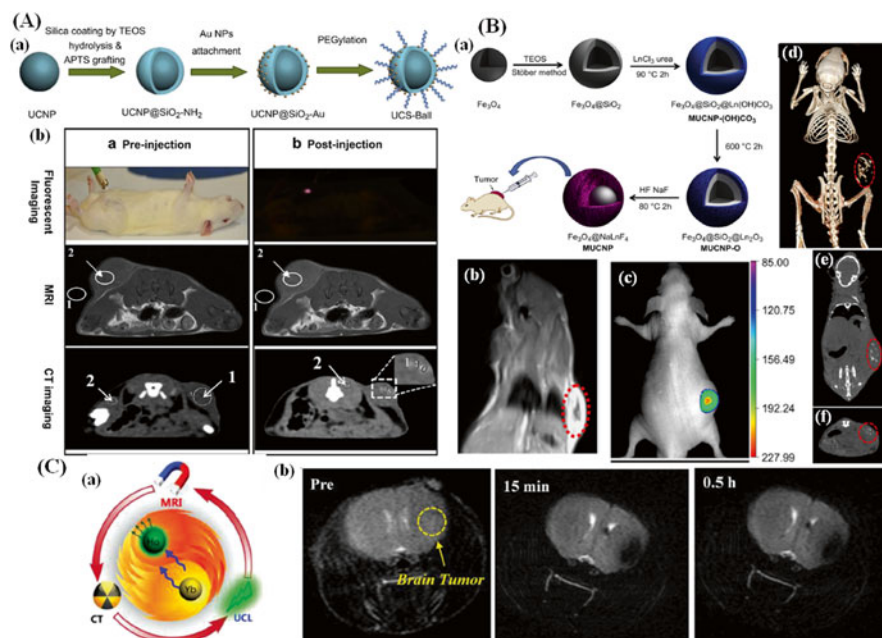 (A)
(a)
Silica coating by TEOS
hydrolysis &
APTS grafting
Au NPs
attachment
PEGylation
UCNP
UCNP@SiO₂-NH₂
UCNP@SiO₂-Au
UCS-Ball
(b)
a Pre-injection
b Post-injection
Fluorescent
Imaging
MRI
CT imaging
2
1
2
1
2
1
2
1
(B)
(a)
TEOS
Stöber method
LnCl₃ urea
90 °C 2h
Fe₃O₄
Fe₃O₄@SiO₂
Fe₃O₄@SiO₂@Ln(OH)CO₃
MUCNP-(OH)CO₃
600 °C 2h
Tumor
HF NaF
80 °C 2h
Fe₃O₄@NaLnF₄
MUCNP
Fe₃O₄@SiO₂@Ln₂O₃
MUCNP-O
(b)
(c)
85.00
120.75
156.49
192.24
227.99
(d)
(e)
(f)
(C)
(a)
MRI
Yb
CT
UCL
(b)
Pre
Brain Tumor
15 min
0.5 h